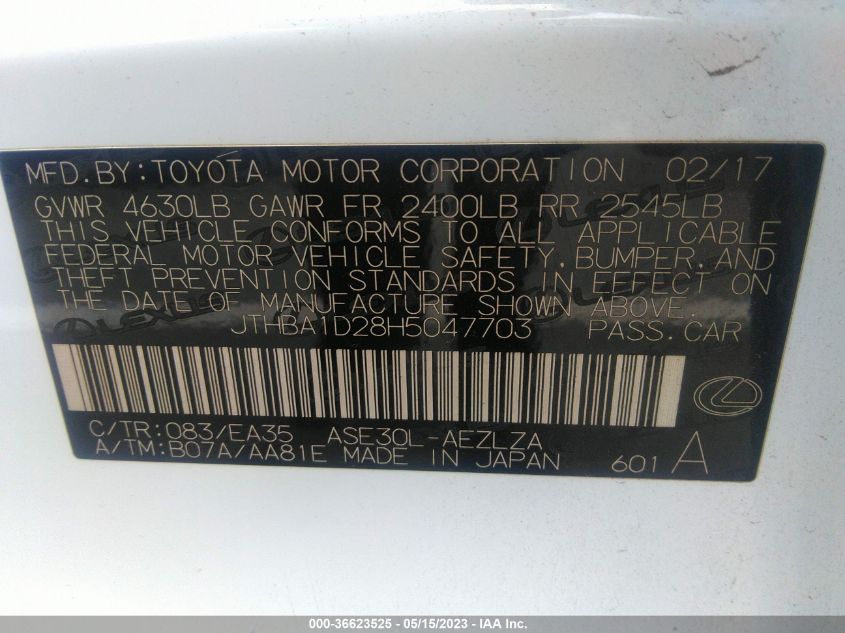 MFD.BY:TOYOTA MOTOR CORPORATION 02/17
GVWR 4630LB GAWR FR 2400LB RR 2545LB
THIS VEHICLE CONFORMS TO ALL APPLICABLE
FEDERAL MOTOR VEHICLE SAFETY,BUMPER,AND
THEFT PREVENTION STANDARDS IN EFFECT ON
THE DATE OF MANUFACTURE SHOWN ABOVE.
JTHBA1D28H5047703 PASS.CAR
C/TR:083/EA35 ASE30L-AEZLZA
A/TM:B07A/AA81E MADE IN JAPAN 601 A
000-36623525 - 05/15/2023 - IAA Inc.